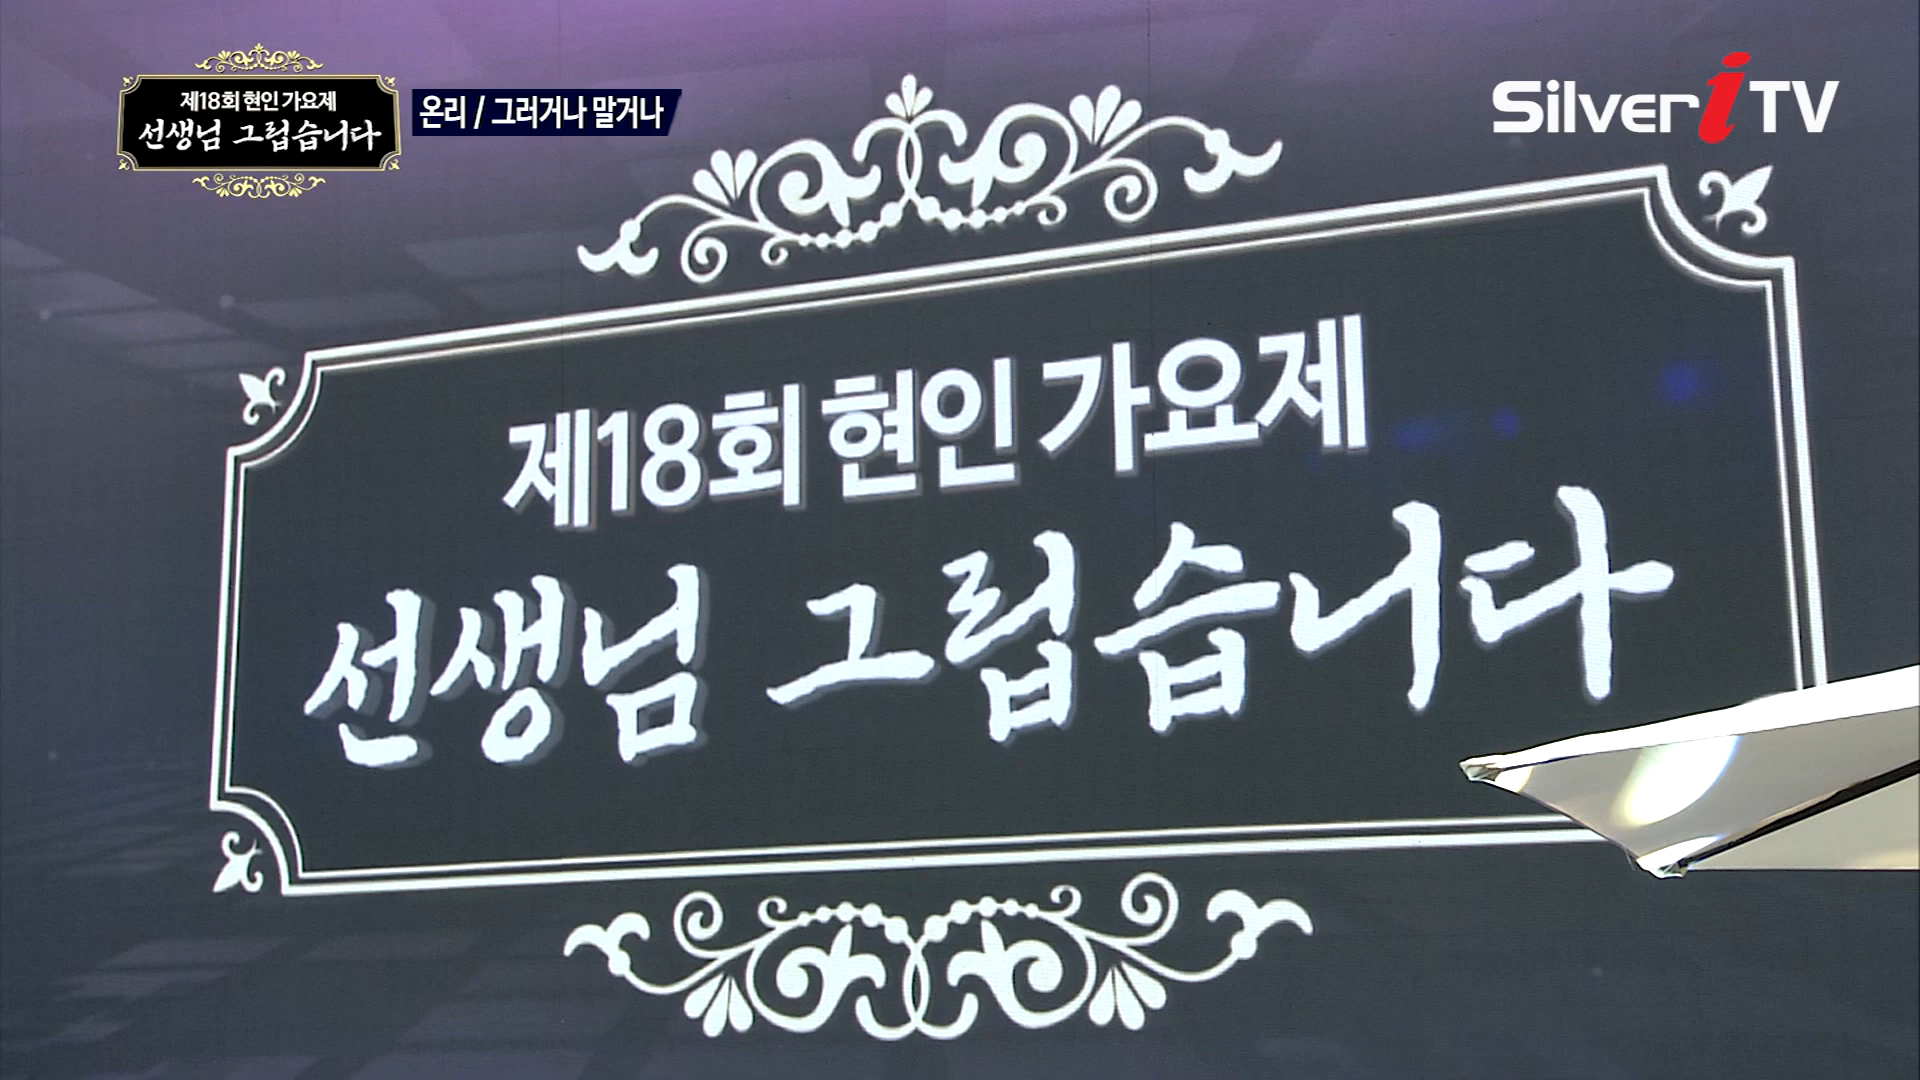 제18회 현인 가요제
선생님 그립습니다
온리 / 그러거나 말거나
Silver i TV
제18회 현인 가요제
선생님 그립습니다